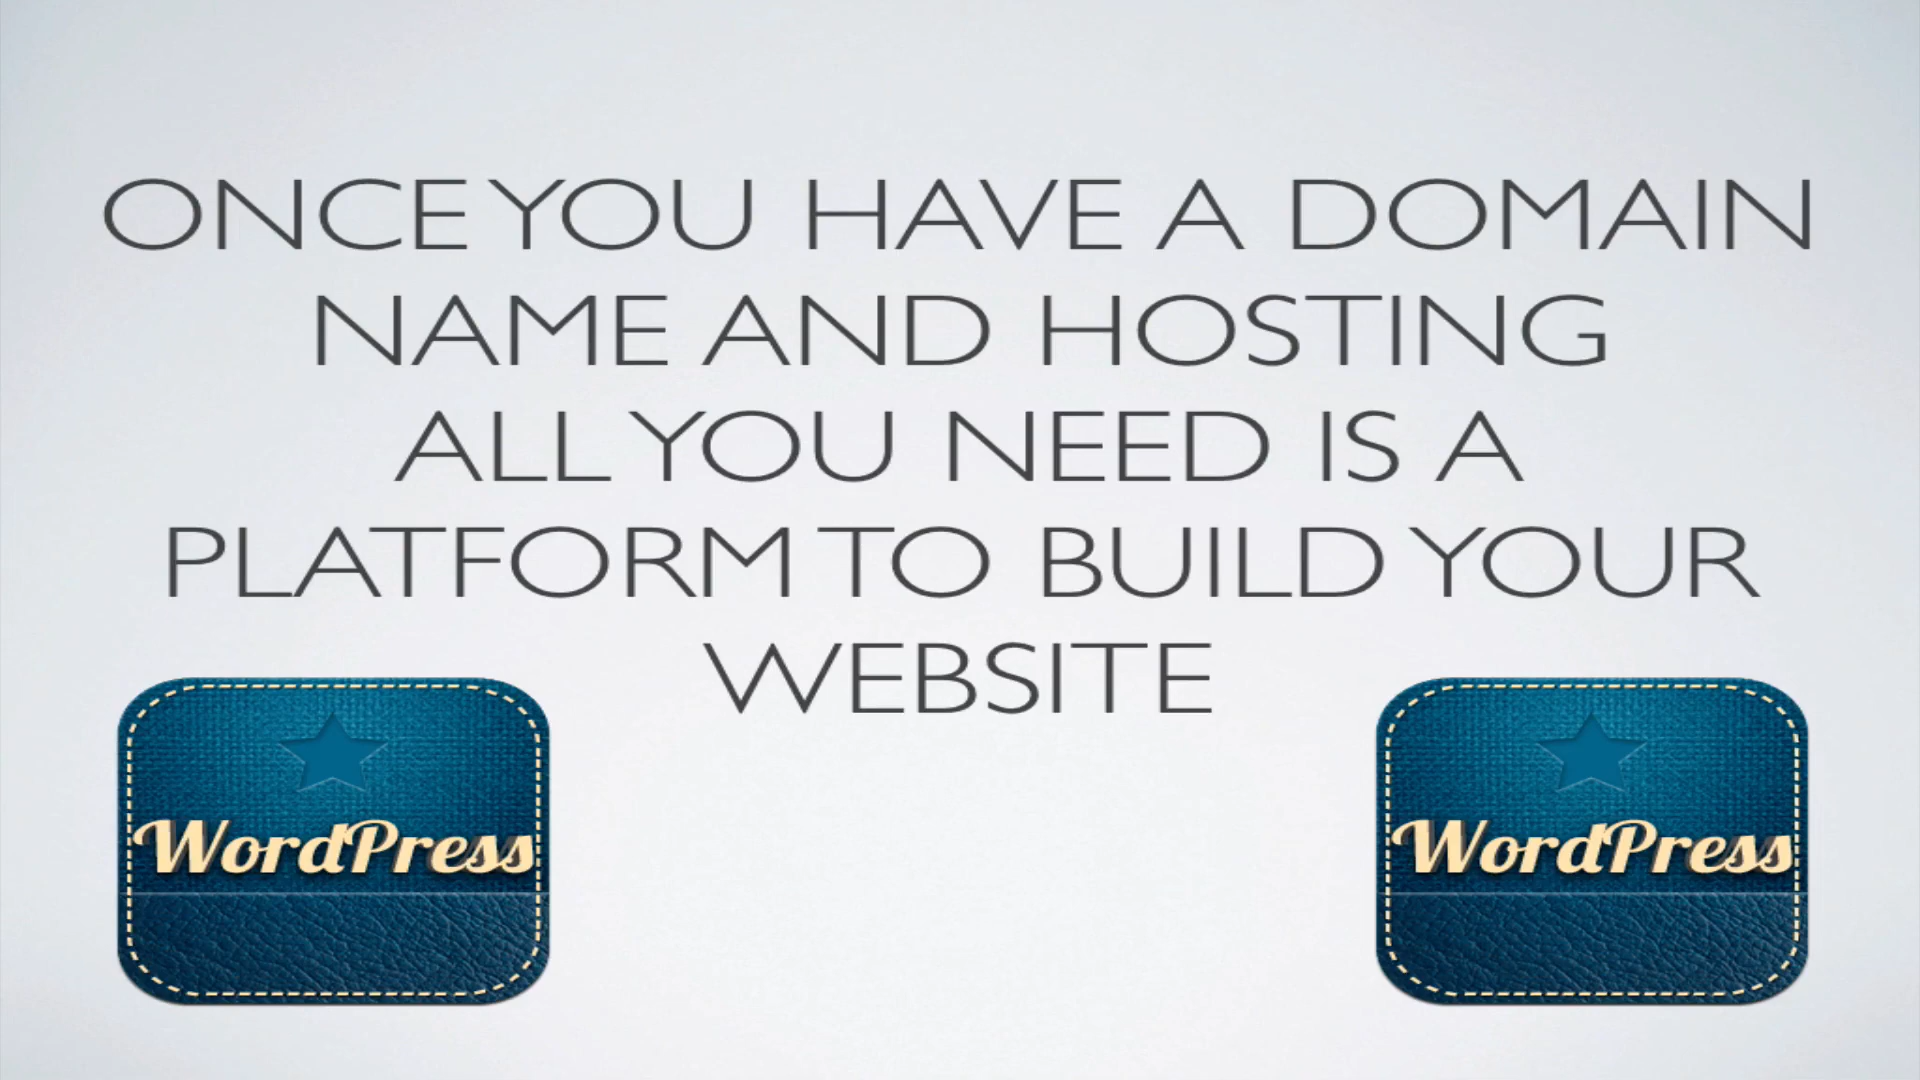 ONCE YOU HAVE A DOMAIN
NAME AND HOSTING
ALL YOU NEED IS A
PLATFORM TO BUILD YOUR
WEBSITE
WordPress
WordPress